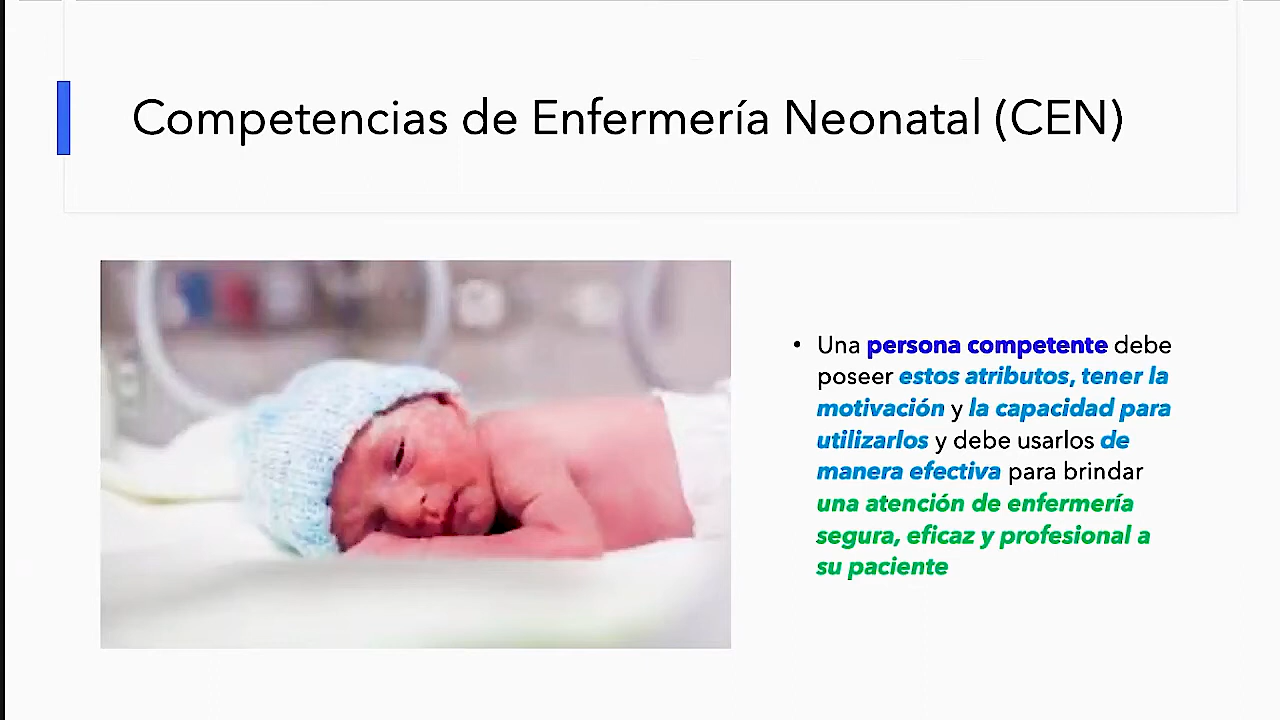 Competencias de Enfermería Neonatal (CEN)
• Una persona competente debe
poseer estos atributos, tener la
motivación y la capacidad para
utilizarlos y debe usarlos de
manera efectiva para brindar
una atención de enfermería
segura, eficaz y profesional a
su paciente